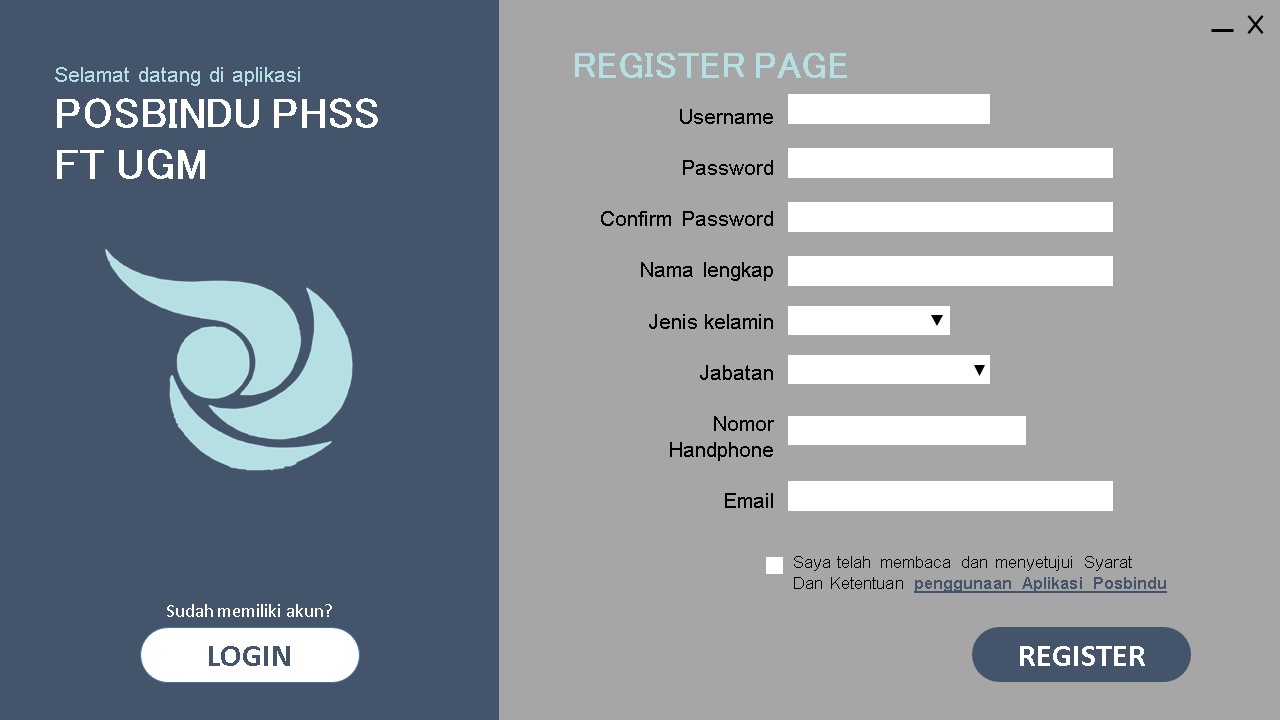 Selamat datang di aplikasi
POSBINDU PHSS
FT UGM
Sudah memiliki akun?
LOGIN
REGISTER PAGE
Username
Password
Confirm Password
Nama lengkap
Jenis kelamin
Jabatan
Nomor
Handphone
Email
Saya telah membaca dan menyetujui Syarat
Dan Ketentuan penggunaan Aplikasi Posbindu
REGISTER